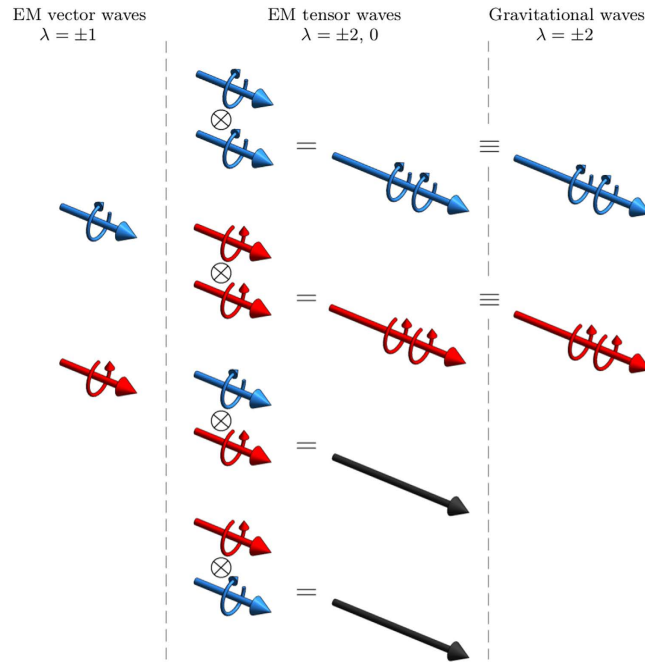 EM vector waves
λ = ±1
EM tensor waves
λ = ±2, 0
Gravitational waves
λ = ±2
⊗
= ≡
⊗
= ≡
⊗
=
⊗
=